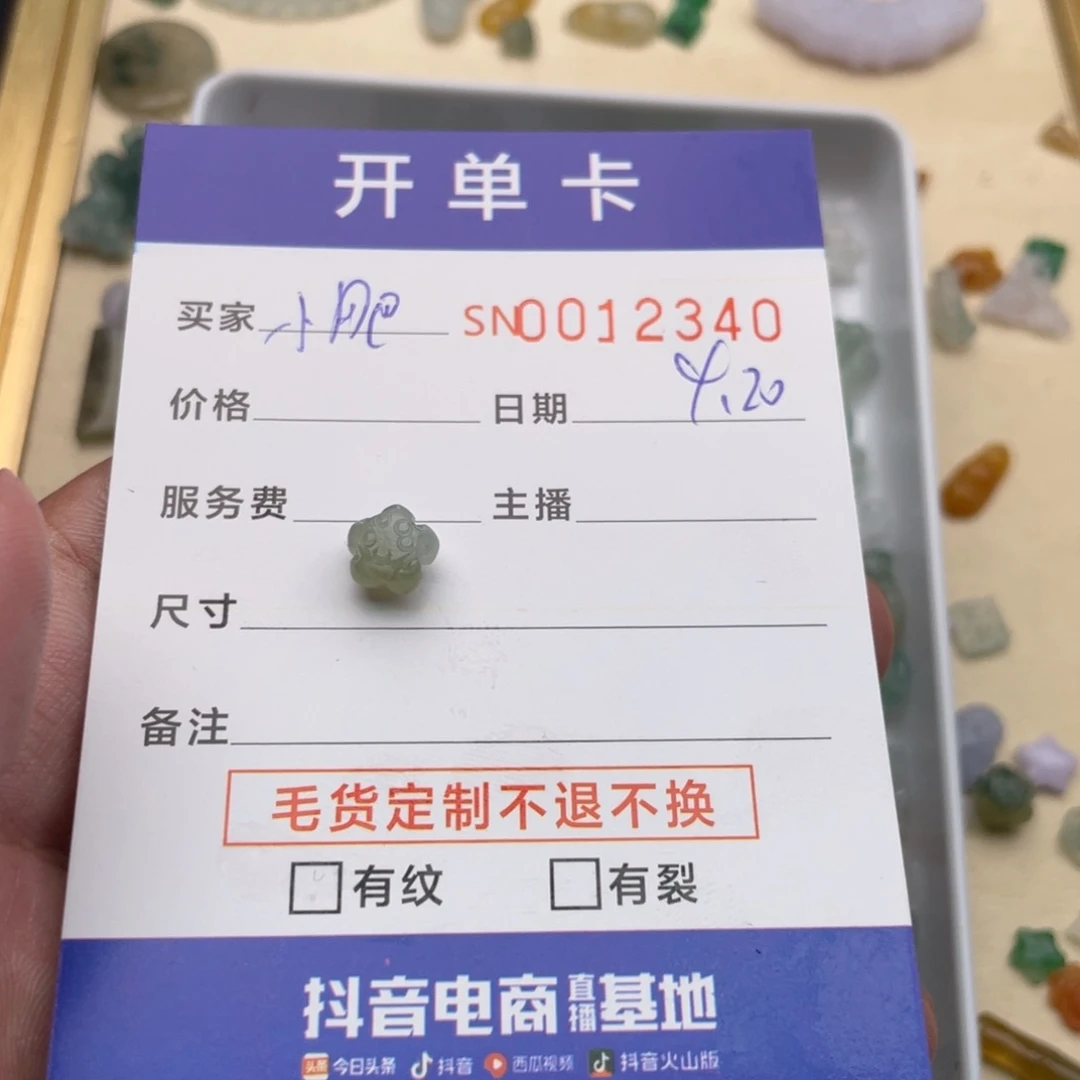 开单卡
买家 小肥 SN0012340
价格 日期 4.20
服务费 主播
尺寸
备注
毛货定制不退不换
有纹 有裂
抖音电商直播基地
头条 今日头条 抖音 西瓜视频 抖音火山版